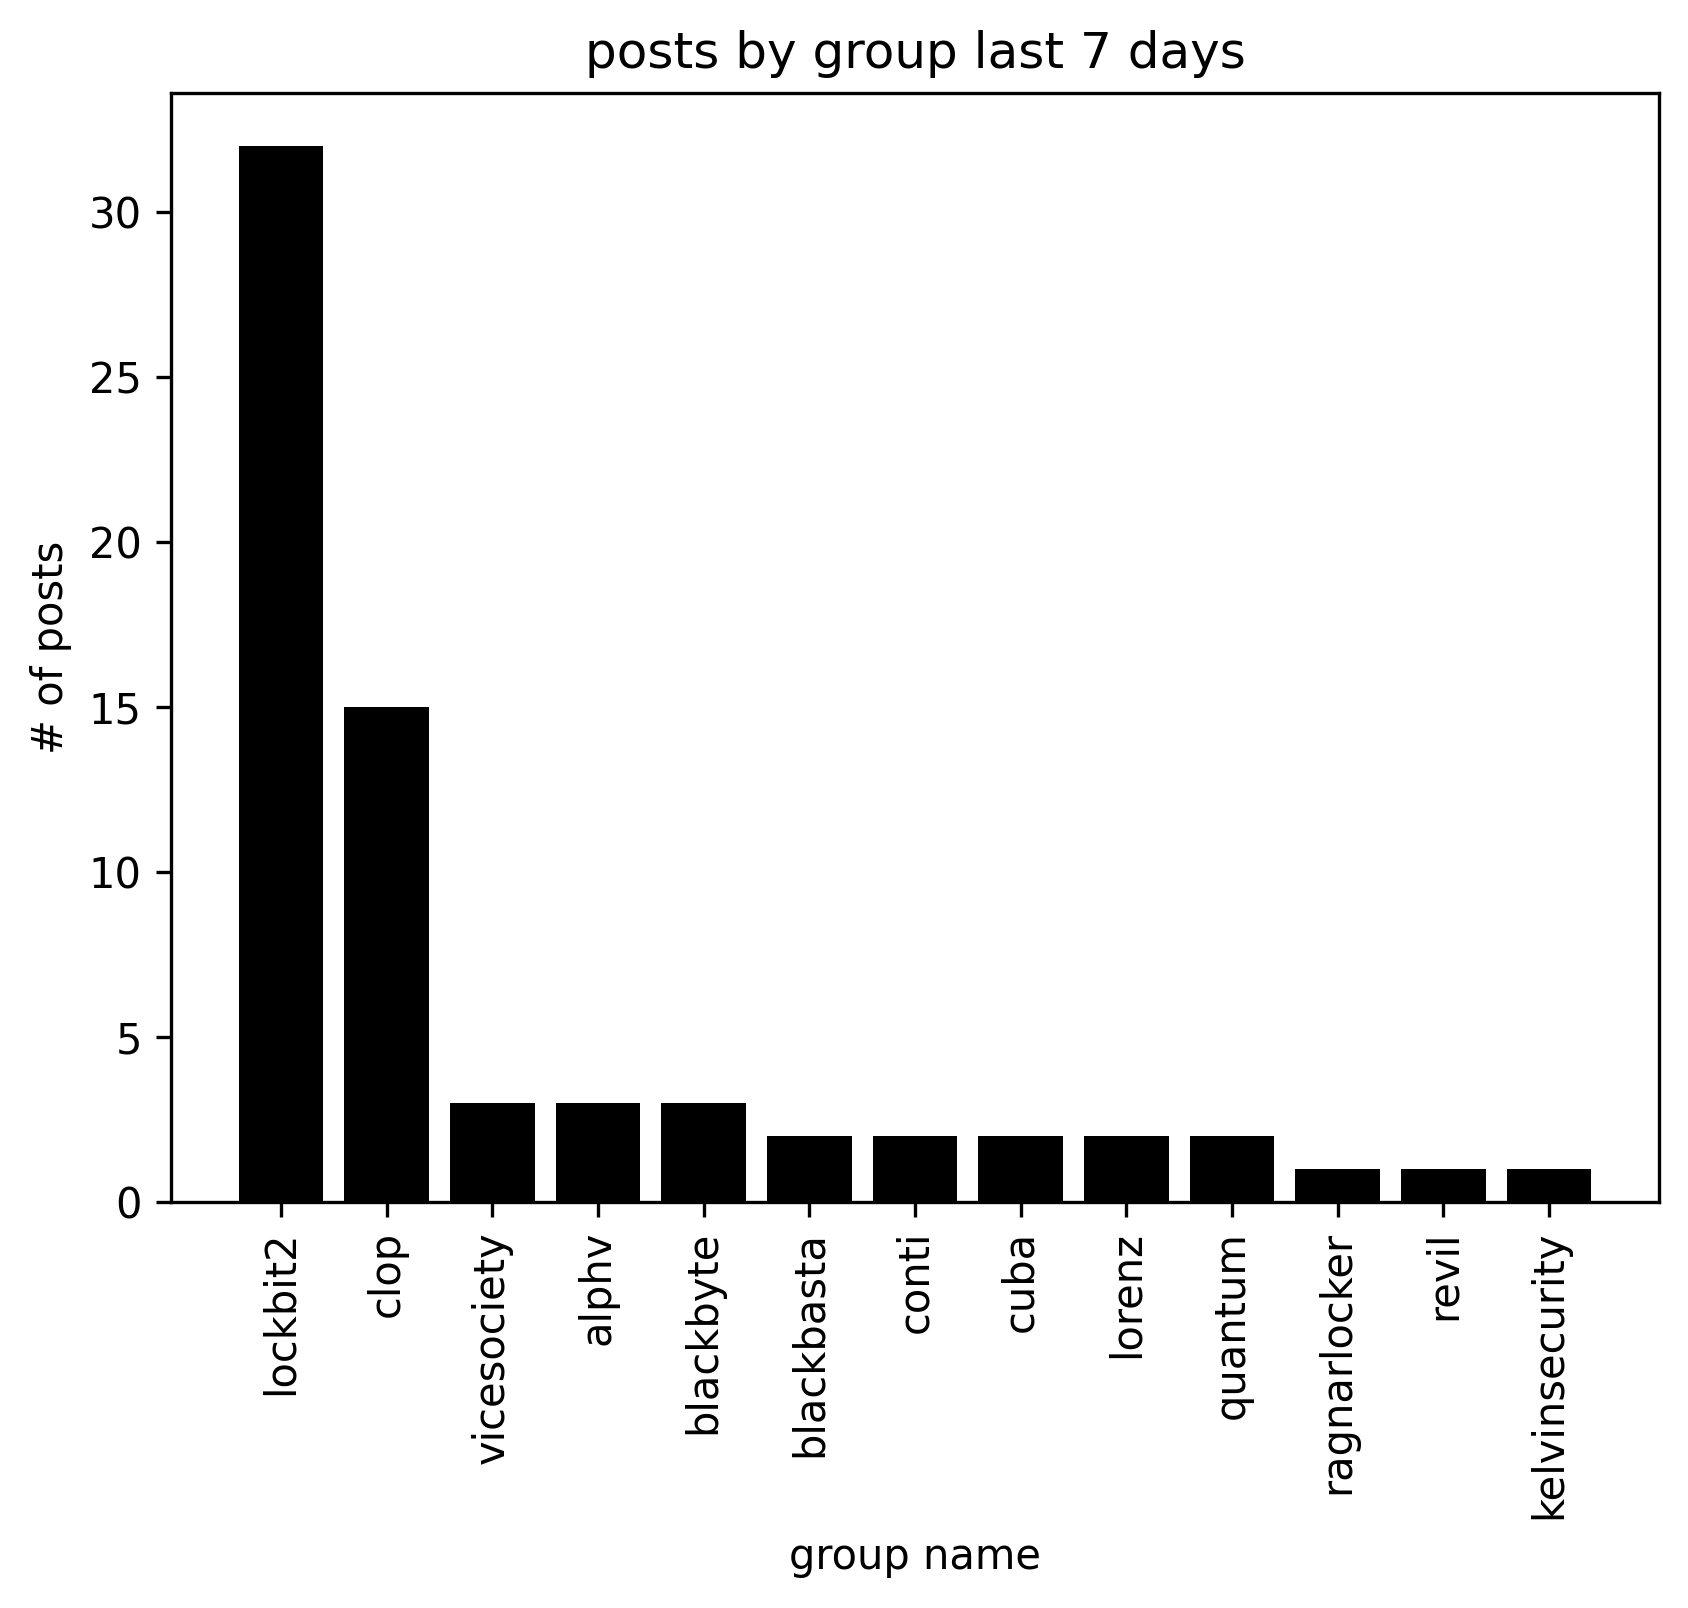 posts by group last 7 days
# of posts
30
25
20
15
10
5
0
lockbit2
clop
vicesociety
alphv
blackbyte
blackbasta
conti
cuba
lorenz
quantum
ragnarlocker
revil
kelvinsecurity
group name